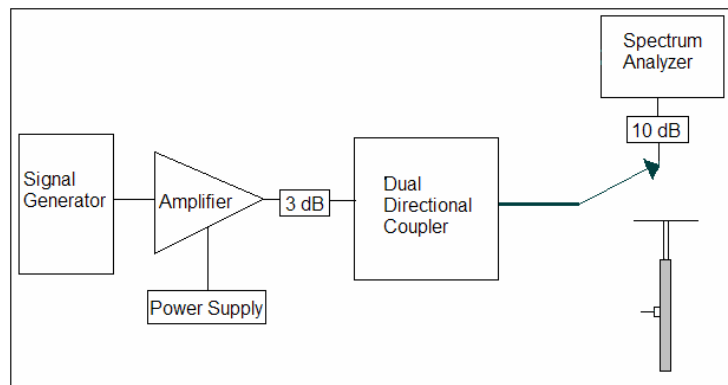 Spectrum
Analyzer
10 dB
Signal
Generator
Amplifier
3 dB
Dual
Directional
Coupler
Power Supply